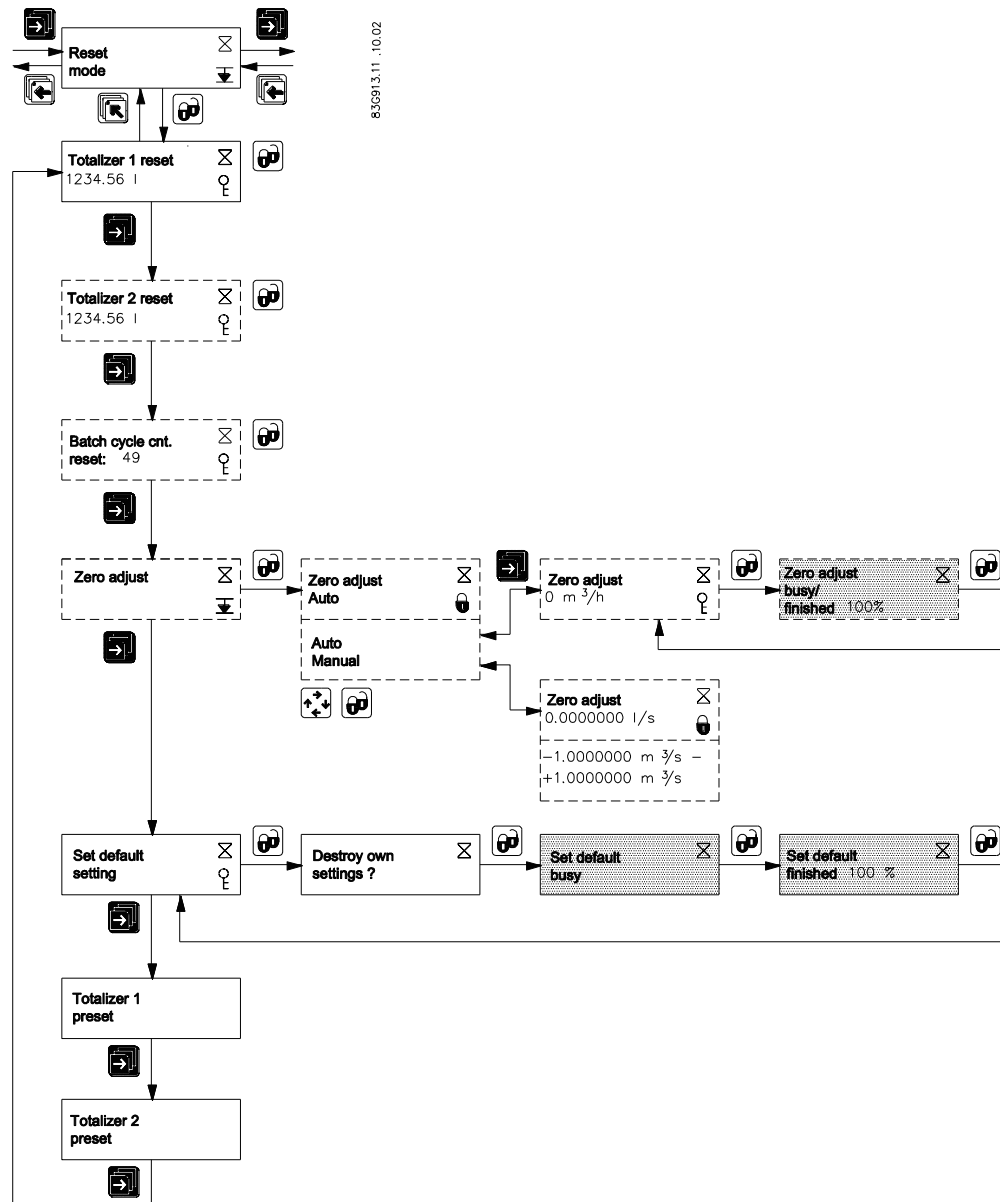 Reset
mode
83G913.11 .10.02
Totalizer 1 reset
1234.56 l
Totalizer 2 reset
1234.56 l
Batch cycle cnt.
reset: 49
Zero adjust
Zero adjust
Auto
Auto
Manual
Zero adjust
0 m ³/h
Zero adjust
busy/
finished 100%
Zero adjust
0.0000000 l/s
−1.0000000 m ³/s −
+1.0000000 m ³/s
Set default
setting
Destroy own
settings ?
Set default
busy
Set default
finished 100 %
Totalizer 1
preset
Totalizer 2
preset